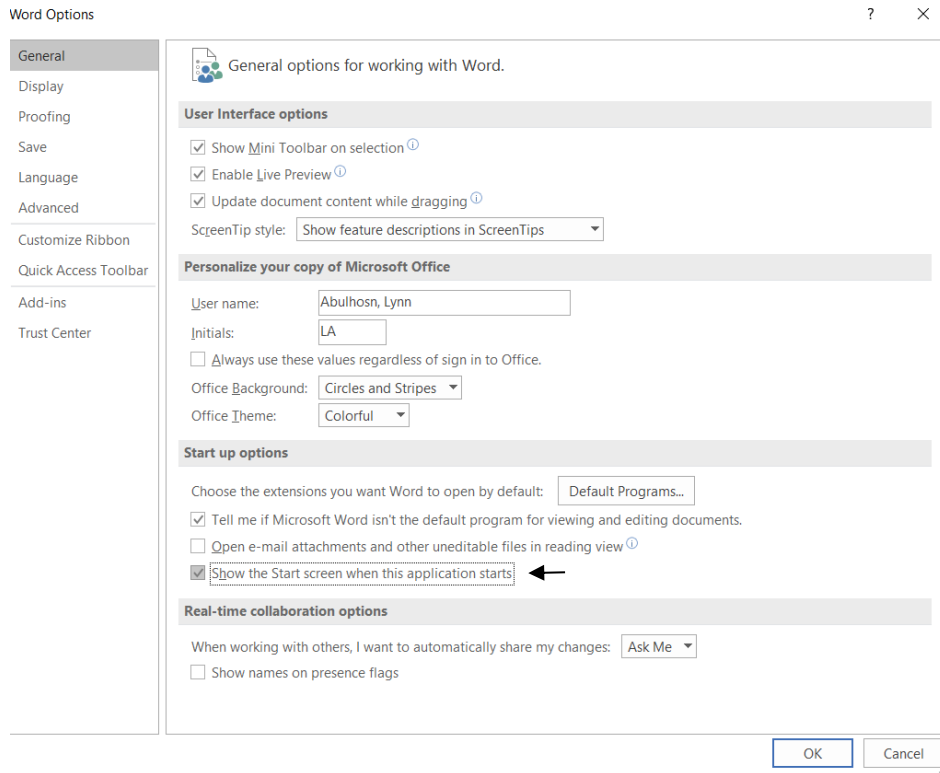 Word Options ?
General
Display
Proofing
Save
Language
Advanced
Customize Ribbon
Quick Access Toolbar
Add-ins
Trust Center
General options for working with Word.
User Interface options
Show Mini Toolbar on selection
Enable Live Preview
Update document content while dragging
ScreenTip style: Show feature descriptions in ScreenTips
Personalize your copy of Microsoft Office
User name: Abulhosn, Lynn
Initials: LA
Always use these values regardless of sign in to Office.
Office Background: Circles and Stripes
Office Theme: Colorful
Start up options
Choose the extensions you want Word to open by default: Default Programs...
Tell me if Microsoft Word isn't the default program for viewing and editing documents.
Open e-mail attachments and other uneditable files in reading view
Show the Start screen when this application starts
Real-time collaboration options
When working with others, I want to automatically share my changes: Ask Me
Show names on presence flags
OK Cancel